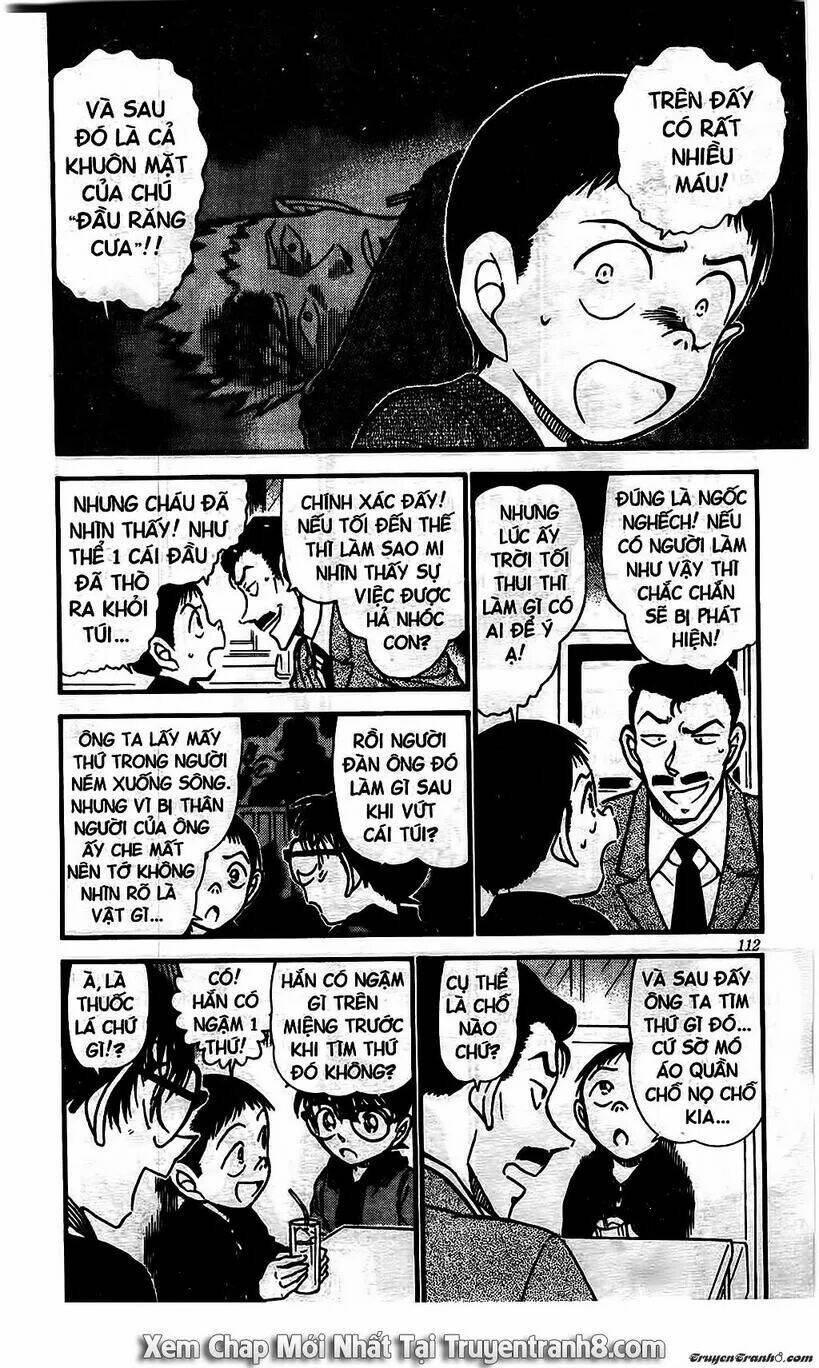 TRÊN ĐẤY
CÓ RẤT
NHIỀU
MÁU!
VÀ SAU
ĐÓ LÀ CẢ
KHUÔN MẶT
CỦA CHÚ
“ĐẦU RĂNG
CƯA”!!
ĐÚNG LÀ NGỐC
NGHẾCH! NẾU
CÓ NGƯỜI LÀM
NHƯ VẬY THÌ
CHẮC CHẮN
SẼ BỊ PHÁT
HIỆN!
NHƯNG
LÚC ẤY
TRỜI TỐI
THUI THÌ
LÀM GÌ CÓ
AI ĐỂ Ý
Ạ!
CHÍNH XÁC ĐẤY!
NẾU TỐI ĐẾN THẾ
THÌ LÀM SAO MI
NHÌN THẤY SỰ
VIỆC ĐƯỢC
HẢ NHÓC
CON?
NHƯNG CHÁU ĐÃ
NHÌN THẤY! NHƯ
THỂ 1 CÁI ĐẦU
ĐÃ THÒ
RA KHỎI
TÚI...
RỒI NGƯỜI
ĐÀN ÔNG ĐÓ
LÀM GÌ SAU
KHI VỨT
CÁI TÚI?
ÔNG TA LẤY MẤY
THỨ TRONG NGƯỜI
NÉM XUỐNG SÔNG.
NHƯNG VÌ BỊ THÂN
NGƯỜI CỦA ÔNG
ẤY CHE MẤT
NÊN TỚ KHÔNG
NHÌN RÕ LÀ
VẬT GÌ...
112
VÀ SAU ĐẤY
ÔNG TA TÌM
THỨ GÌ ĐÓ...
CỨ SỜ MÓ
ÁO QUẦN
CHỖ NỌ CHỖ
KIA...
CỤ THỂ
LÀ CHỖ
NÀO
CHỨ?
HẮN CÓ NGẬM
GÌ TRÊN
MIỆNG TRƯỚC
KHI TÌM THỨ
ĐÓ KHÔNG?
CÓ!
HẮN CÓ
NGẬM 1
THỨ!
À, LÀ
THUỐC
LÁ CHỨ
GÌ!?
Xem Chap Mới Nhất Tại Truyentranh8.com
TruyenTranh8.com